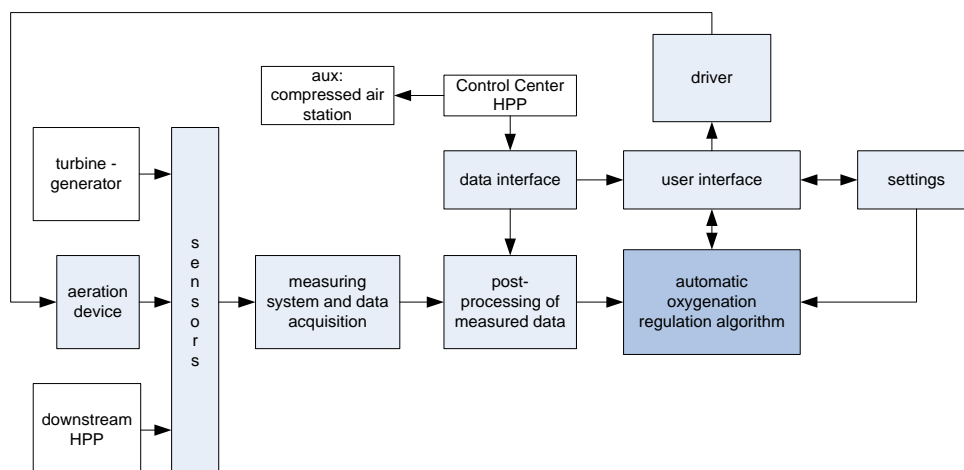 driver
aux:
compressed air
station
Control Center
HPP
turbine -
generator
data interface
user interface
settings
sensors
aeration
device
measuring
system and data
acquisition
post-
processing of
measured data
automatic
oxygenation
regulation algorithm
downstream
HPP